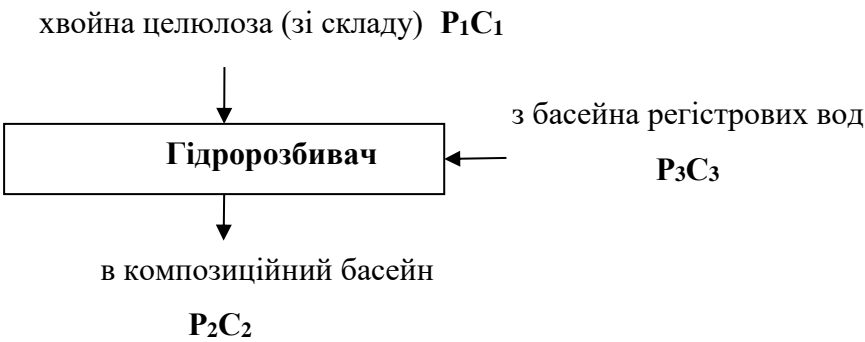 хвойна целюлоза (зі складу) P₁C₁
з басейна регістрових вод
Гідророзбивач
P₃C₃
в композиційний басейн
P₂C₂